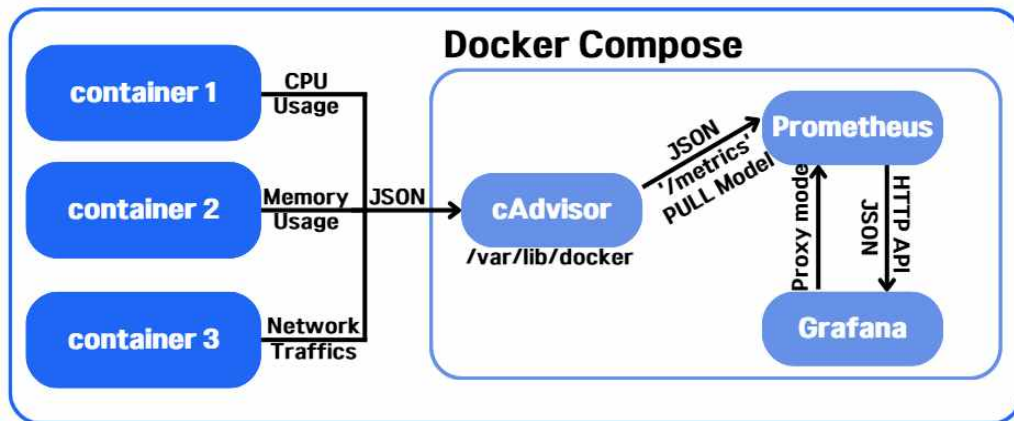 Docker Compose
container 1
CPU
Usage
container 2
Memory
Usage
container 3
Network
Traffics
JSON
cAdvisor
/var/lib/docker
JSON
'/metrics'
PULL Model
Prometheus
Proxy mode
HTTP API
JSON
Grafana